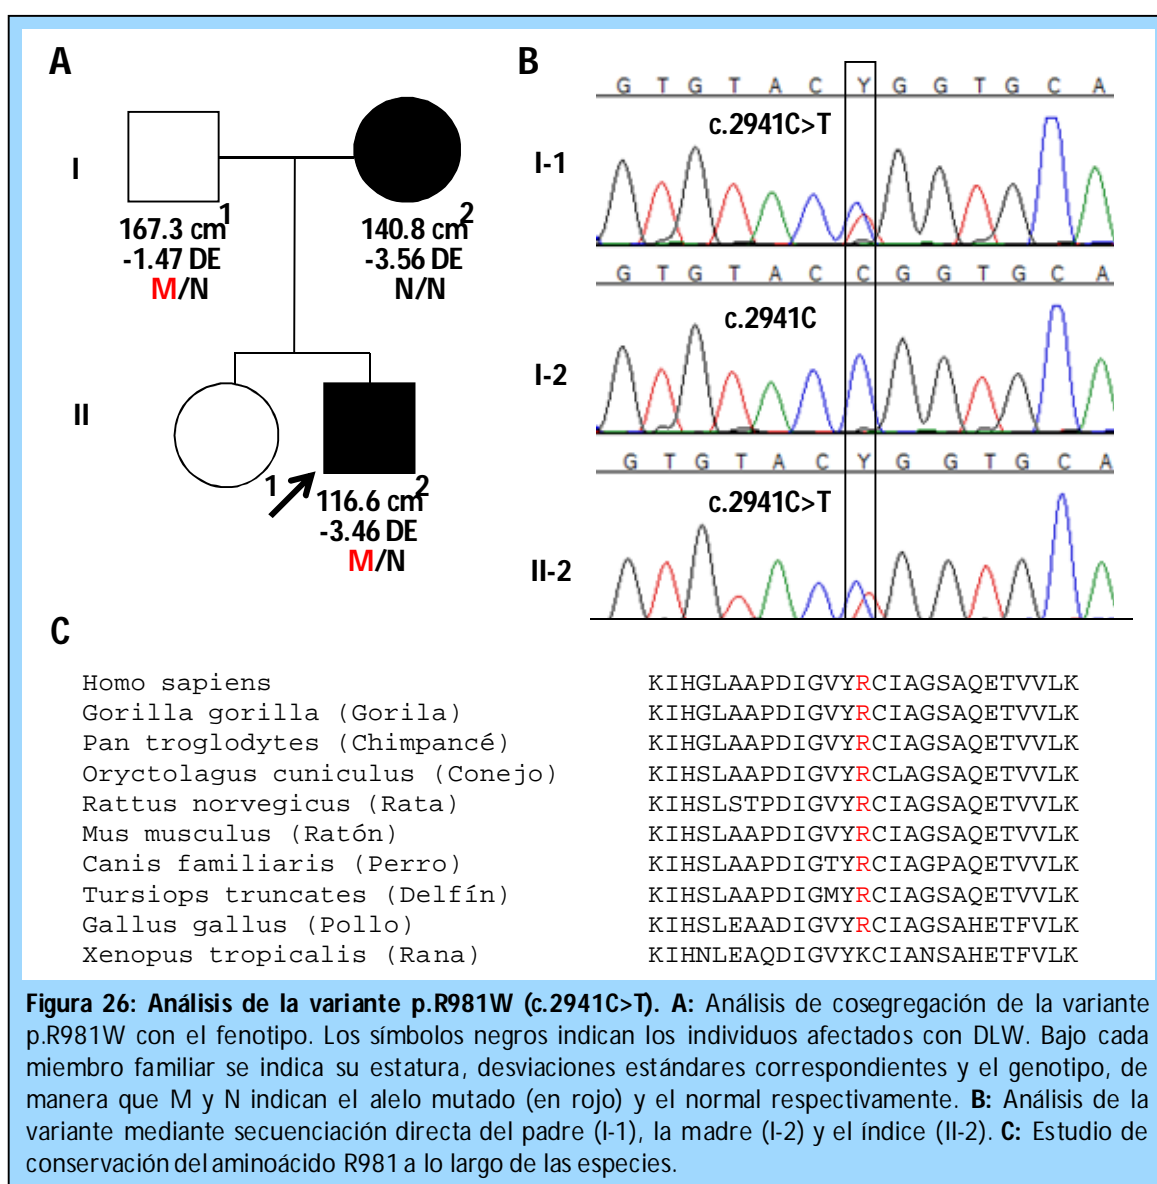 A
I
1
167.3 cm
-1.47 DE
M/N
2
140.8 cm
-3.56 DE
N/N
II
1
2
116.6 cm
-3.46 DE
M/N
B
G T G T A C Y G G T G C A
c.2941C>T
I-1
G T G T A C C G G T G C A
c.2941C
I-2
G T G T A C Y G G T G C A
c.2941C>T
II-2
C
Homo sapiens KIHGLAAPDIGVYRCIAGSAQETVVLK
Gorilla gorilla (Gorila) KIHGLAAPDIGVYRCIAGSAQETVVLK
Pan troglodytes (Chimpancé) KIHGLAAPDIGVYRCIAGSAQETVVLK
Oryctolagus cuniculus (Conejo) KIHSLAAPDIGVYRCLAGSAQETVVLK
Rattus norvegicus (Rata) KIHSLSTPDIGVYRCIAGSAQETVVLK
Mus musculus (Ratón) KIHSLAAPDIGVYRCIAGSAQETVVLK
Canis familiaris (Perro) KIHSLAAPDIGTYRCIAGPAQETVVLK
Tursiops truncates (Delfín) KIHSLAAPDIGMYRCIAGSAQETVVLK
Gallus gallus (Pollo) KIHSLEAADIGVYRCIAGSAHETFVLK
Xenopus tropicalis (Rana) KIHNLEAQDIGVYKCIANSAHETFVLK
Figura 26: Análisis de la variante p.R981W (c.2941C>T). A: Análisis de cosegregación de la variante
p.R981W con el fenotipo. Los símbolos negros indican los individuos afectados con DLW. Bajo cada
miembro familiar se indica su estatura, desviaciones estándares correspondientes y el genotipo, de
manera que M y N indican el alelo mutado (en rojo) y el normal respectivamente. B: Análisis de la
variante mediante secuenciación directa del padre (I-1), la madre (I-2) y el índice (II-2). C: Estudio de
conservación del aminoácido R981 a lo largo de las especies.